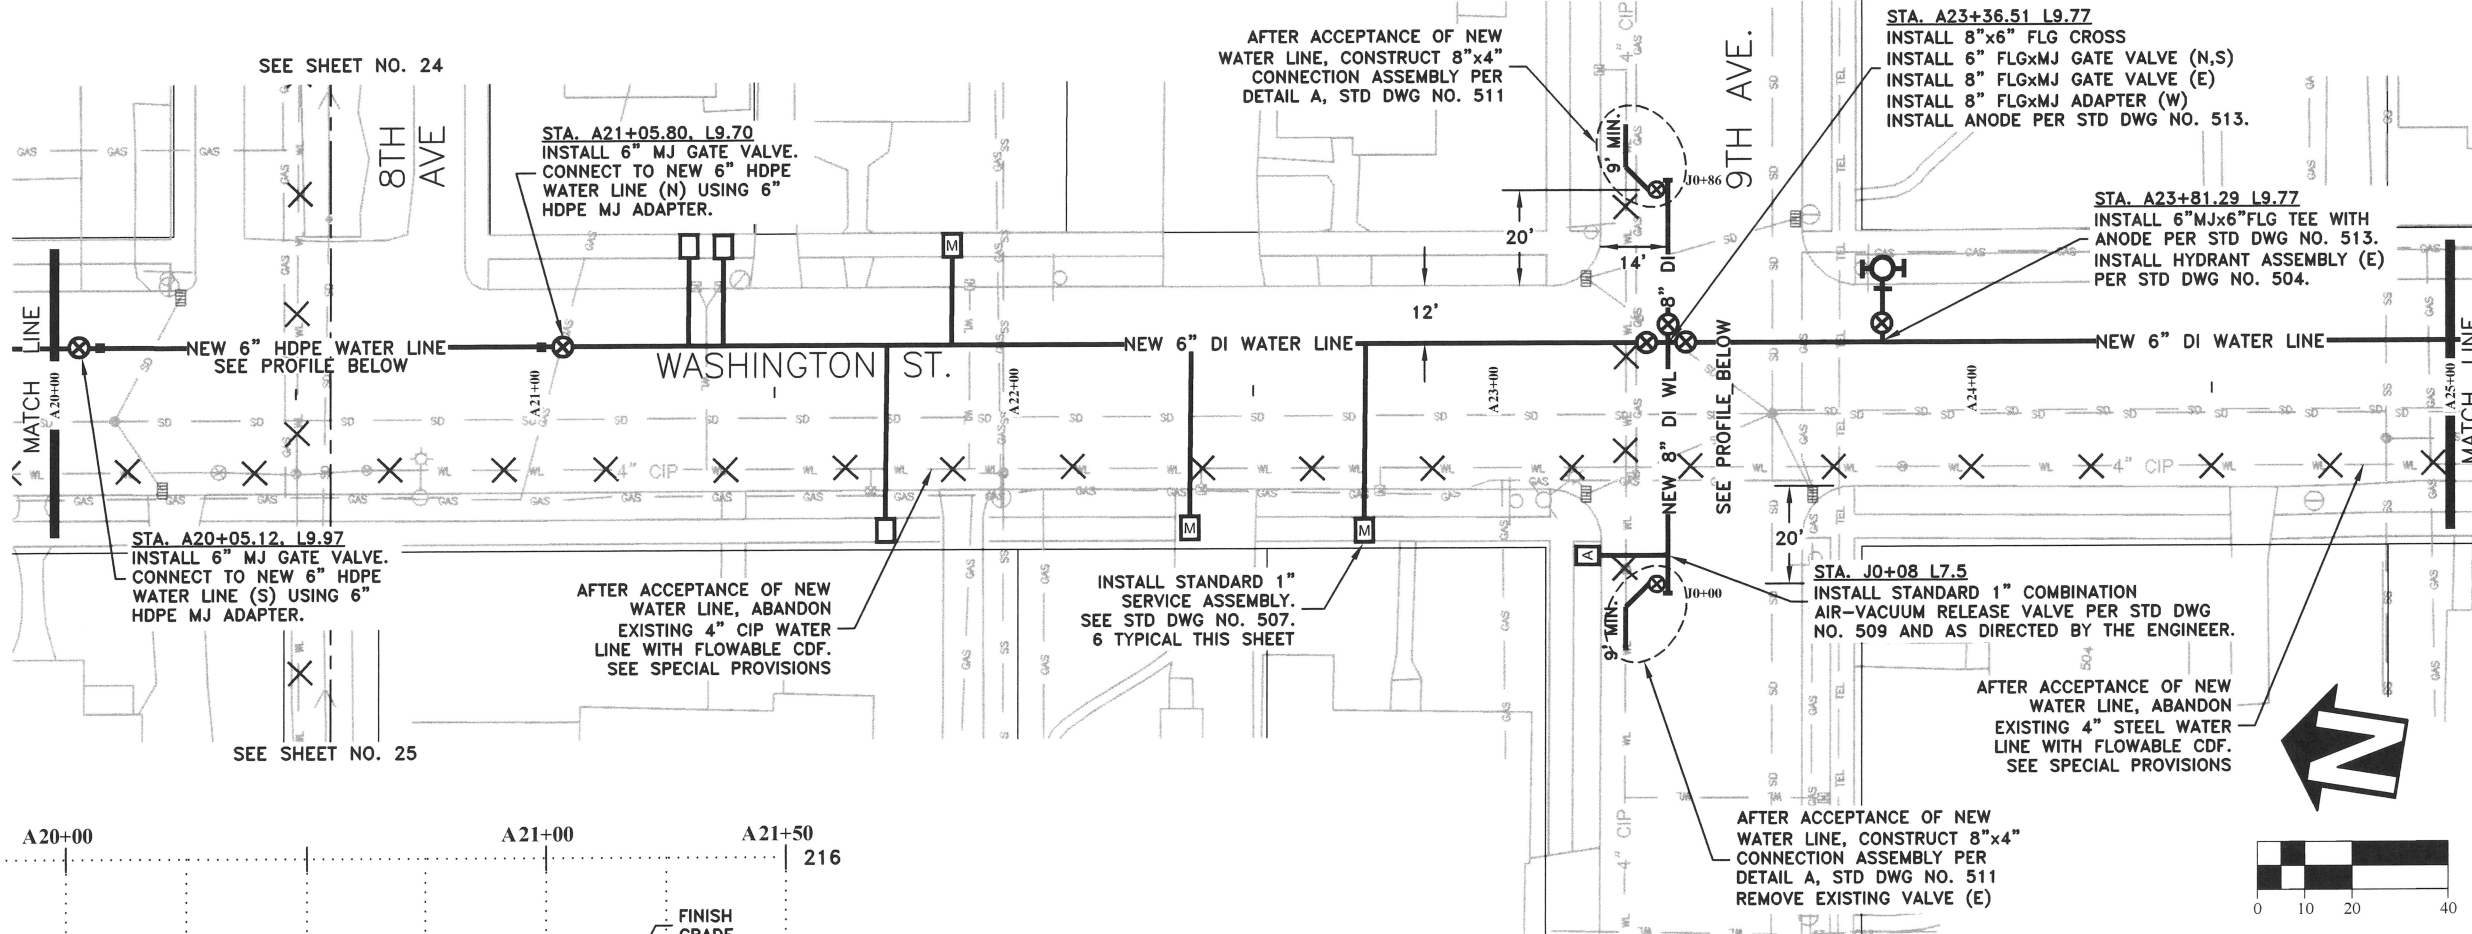 SEE SHEET NO. 24
8TH
AVE
STA. A21+05.80, L9.70
INSTALL 6" MJ GATE VALVE.
CONNECT TO NEW 6" HDPE
WATER LINE (N) USING 6"
HDPE MJ ADAPTER.
AFTER ACCEPTANCE OF NEW
WATER LINE, CONSTRUCT 8"x4"
CONNECTION ASSEMBLY PER
DETAIL A, STD DWG NO. 511
4" CIP
9TH AVE.
STA. A23+36.51 L9.77
INSTALL 8"x6" FLG CROSS
INSTALL 6" FLGxMJ GATE VALVE (N,S)
INSTALL 8" FLGxMJ GATE VALVE (E)
INSTALL 8" FLGxMJ ADAPTER (W)
INSTALL ANODE PER STD DWG NO. 513.
STA. A23+81.29 L9.77
INSTALL 6"MJx6"FLG TEE WITH
ANODE PER STD DWG NO. 513.
INSTALL HYDRANT ASSEMBLY (E)
PER STD DWG NO. 504.
9' MIN.
J0+86
20'
14'
12'
8" DI
M
MATCH LINE
A20+00
NEW 6" HDPE WATER LINE
SEE PROFILE BELOW
A21+00
WASHINGTON ST.
A22+00
NEW 6" DI WATER LINE
A23+00
NEW 8" DI WL
SEE PROFILE BELOW
NEW 6" DI WATER LINE
A24+00
A25+00
MATCH LINE
4" CIP
4" CIP
M
M
A
20'
STA. A20+05.12, L9.97
INSTALL 6" MJ GATE VALVE.
CONNECT TO NEW 6" HDPE
WATER LINE (S) USING 6"
HDPE MJ ADAPTER.
AFTER ACCEPTANCE OF NEW
WATER LINE, ABANDON
EXISTING 4" CIP WATER
LINE WITH FLOWABLE CDF.
SEE SPECIAL PROVISIONS
INSTALL STANDARD 1"
SERVICE ASSEMBLY.
SEE STD DWG NO. 507.
6 TYPICAL THIS SHEET
J0+00
9' MIN.
STA. J0+08 L7.5
INSTALL STANDARD 1" COMBINATION
AIR-VACUUM RELEASE VALVE PER STD DWG
NO. 509 AND AS DIRECTED BY THE ENGINEER.
504
AFTER ACCEPTANCE OF NEW
WATER LINE, ABANDON
EXISTING 4" STEEL WATER
LINE WITH FLOWABLE CDF.
SEE SPECIAL PROVISIONS
N
SEE SHEET NO. 25
4" CIP
AFTER ACCEPTANCE OF NEW
WATER LINE, CONSTRUCT 8"x4"
CONNECTION ASSEMBLY PER
DETAIL A, STD DWG NO. 511
REMOVE EXISTING VALVE (E)
0 10 20 40
A20+00 A21+00 A21+50
216
FINISH
GRADE